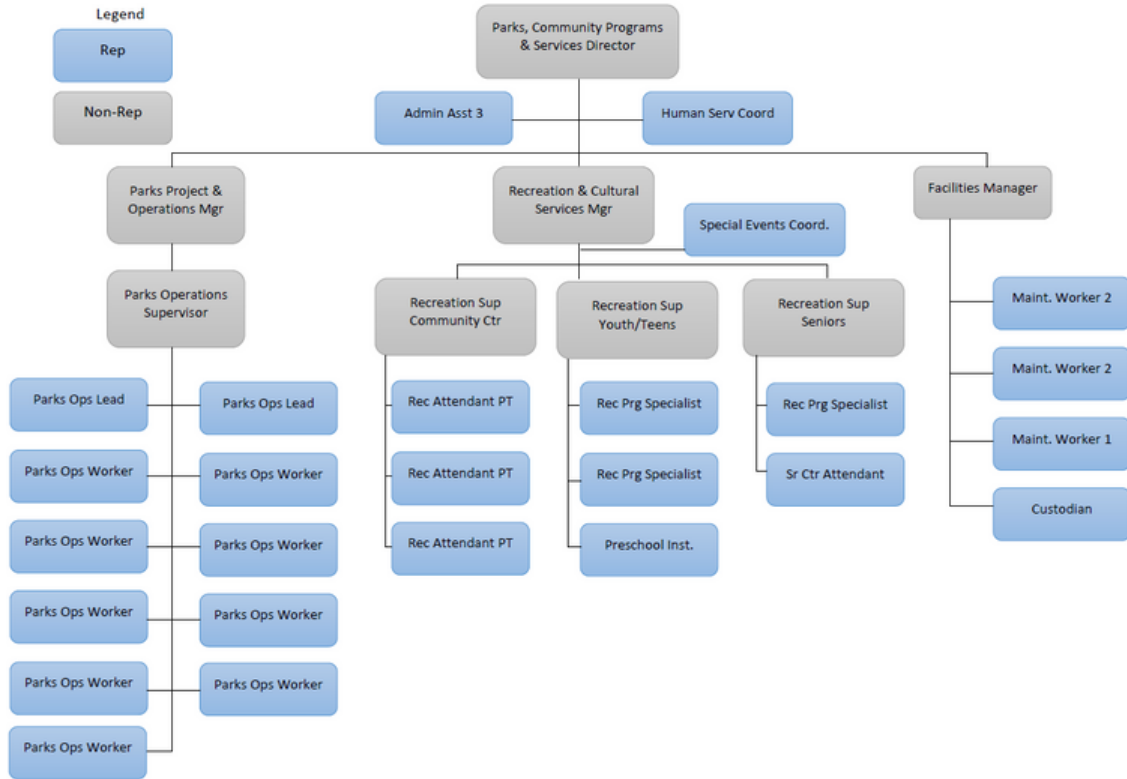 Legend
Rep
Non-Rep
Parks, Community Programs
& Services Director
Admin Asst 3
Human Serv Coord
Parks Project &
Operations Mgr
Recreation & Cultural
Services Mgr
Facilities Manager
Special Events Coord.
Parks Operations
Supervisor
Recreation Sup
Community Ctr
Recreation Sup
Youth/Teens
Recreation Sup
Seniors
Parks Ops Lead
Parks Ops Lead
Parks Ops Worker
Parks Ops Worker
Parks Ops Worker
Parks Ops Worker
Parks Ops Worker
Parks Ops Worker
Parks Ops Worker
Parks Ops Worker
Parks Ops Worker
Rec Attendant PT
Rec Attendant PT
Rec Attendant PT
Rec Prg Specialist
Rec Prg Specialist
Preschool Inst.
Rec Prg Specialist
Sr Ctr Attendant
Maint. Worker 2
Maint. Worker 2
Maint. Worker 1
Custodian